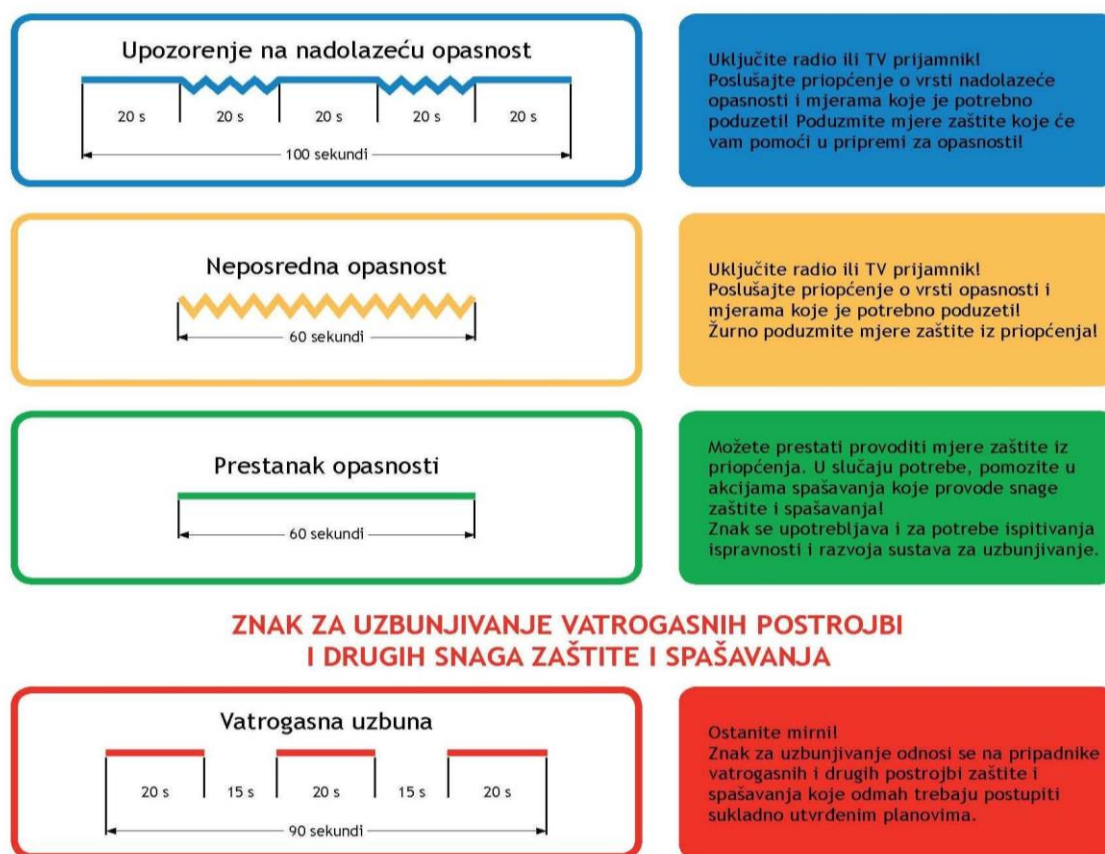 Upozorenje na nadolazeću opasnost
20 s 20 s 20 s 20 s 20 s
100 sekundi
Uključite radio ili TV prijamnik!
Poslušajte priopćenje o vrsti nadolazeće
opasnosti i mjerama koje je potrebno
poduzeti! Poduzmite mjere zaštite koje će
vam pomoći u pripremi za opasnosti!
Neposredna opasnost
60 sekundi
Uključite radio ili TV prijamnik!
Poslušajte priopćenje o vrsti opasnosti i
mjerama koje je potrebno poduzeti!
Žurno poduzmite mjere zaštite iz priopćenja!
Prestanak opasnosti
60 sekundi
Možete prestati provoditi mjere zaštite iz
priopćenja. U slučaju potrebe, pomozite u
akcijama spašavanja koje provode snage
zaštite i spašavanja!
Znak se upotrebljava i za potrebe ispitivanja
ispravnosti i razvoja sustava za uzbunjivanje.
ZNAK ZA UZBUNJIVANJE VATROGASNIH POSTROJBI
I DRUGIH SNAGA ZAŠTITE I SPAŠAVANJA
Vatrogasna uzbuna
20 s 15 s 20 s 15 s 20 s
90 sekundi
Ostanite mirni!
Znak za uzbunjivanje odnosi se na pripadnike
vatrogasnih i drugih postrojbi zaštite i
spašavanja koje odmah trebaju postupiti
sukladno utvrđenim planovima.